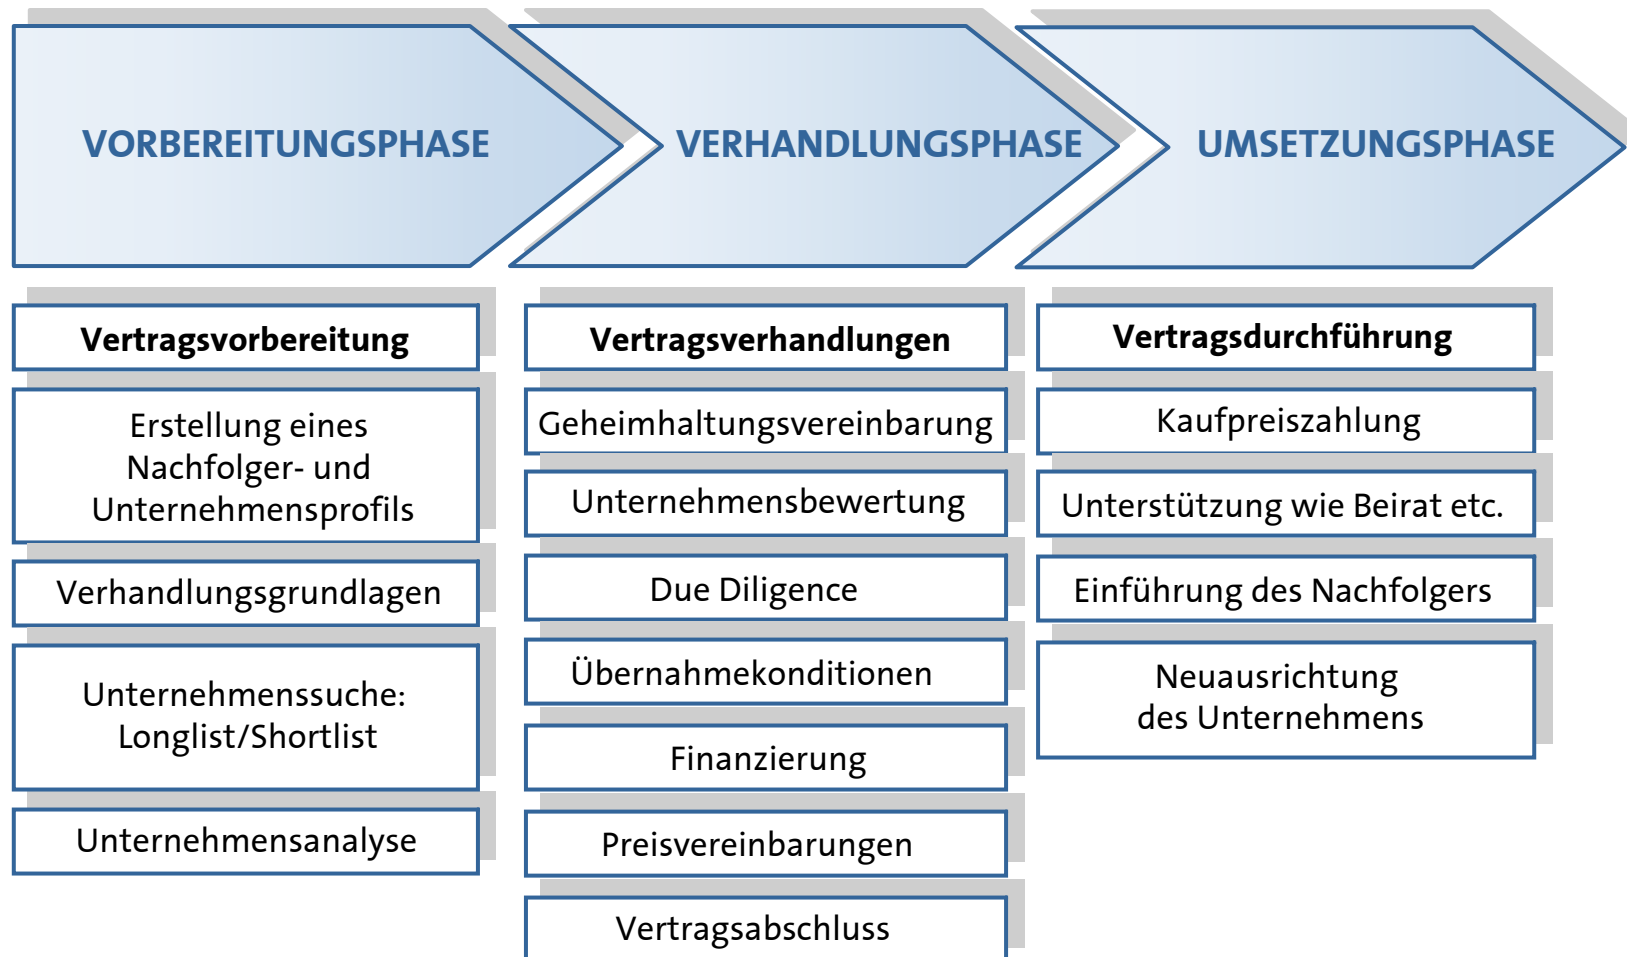 VORBEREITUNGSPHASE
VERHANDLUNGSPHASE
UMSETZUNGSPHASE
Vertragsvorbereitung
Erstellung eines
Nachfolger- und
Unternehmensprofils
Verhandlungsgrundlagen
Unternehmenssuche:
Longlist/Shortlist
Unternehmensanalyse
Vertragsverhandlungen
Geheimhaltungsvereinbarung
Unternehmensbewertung
Due Diligence
Übernahmekonditionen
Finanzierung
Preisvereinbarungen
Vertragsabschluss
Vertragsdurchführung
Kaufpreiszahlung
Unterstützung wie Beirat etc.
Einführung des Nachfolgers
Neuausrichtung
des Unternehmens